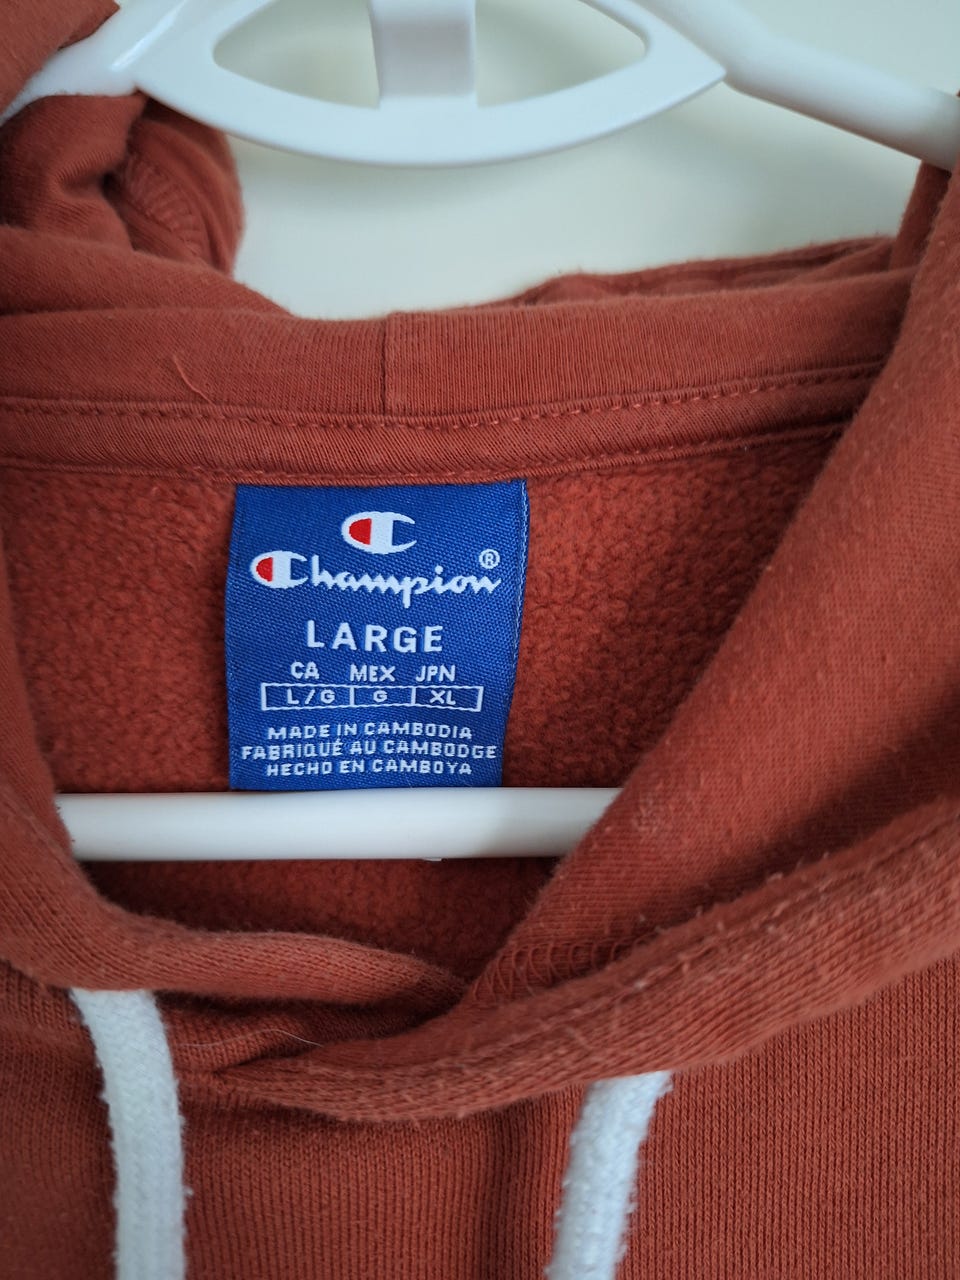 Champion®
LARGE
CA MEX JPN
L/G G XL
MADE IN CAMBODIA
FABRIQUÉ AU CAMBODGE
HECHO EN CAMBOYA